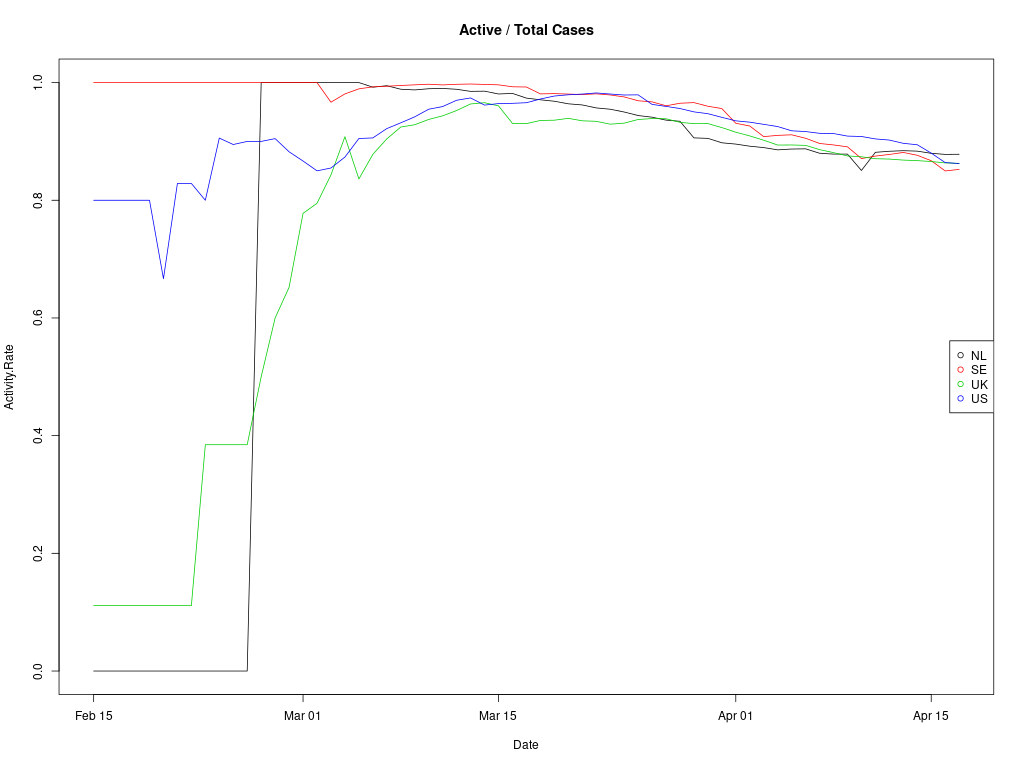 Active / Total Cases
Activity.Rate
1.0
0.8
0.6
0.4
0.2
0.0
NL
SE
UK
US
Feb 15 Mar 01 Mar 15 Apr 01 Apr 15
Date